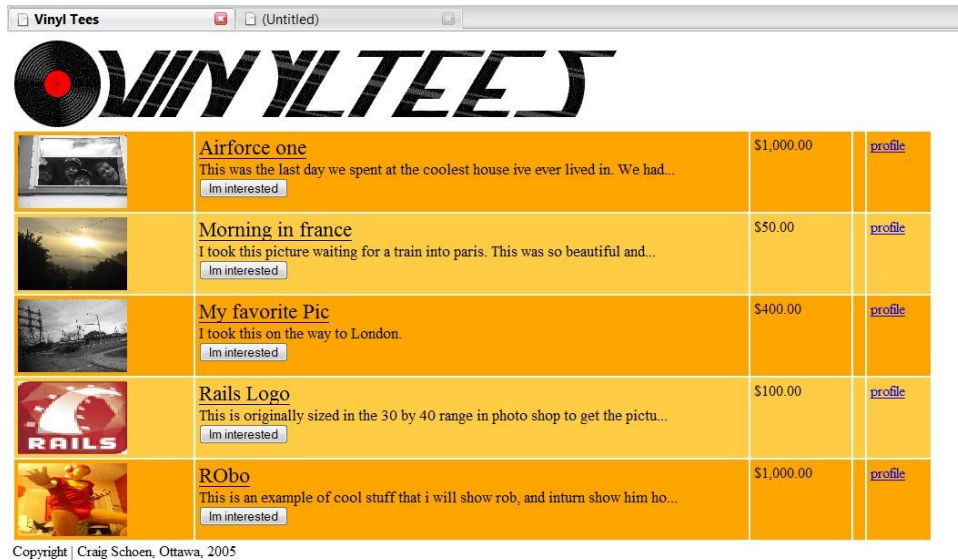 Vinyl Tees
(Untitled)
VINYLTEES
Airforce one
$1,000.00
profile
This was the last day we spent at the coolest house ive ever lived in. We had...
Im interested
Morning in france
$50.00
profile
I took this picture waiting for a train into paris. This was so beautiful and...
Im interested
My favorite Pic
$400.00
profile
I took this on the way to London.
Im interested
Rails Logo
$100.00
profile
This is originally sized in the 30 by 40 range in photo shop to get the pictu...
Im interested
RAILS
RObo
$1,000.00
profile
This is an example of cool stuff that i will show rob, and inturn show him ho...
Im interested
Copyright | Craig Schoen, Ottawa, 2005